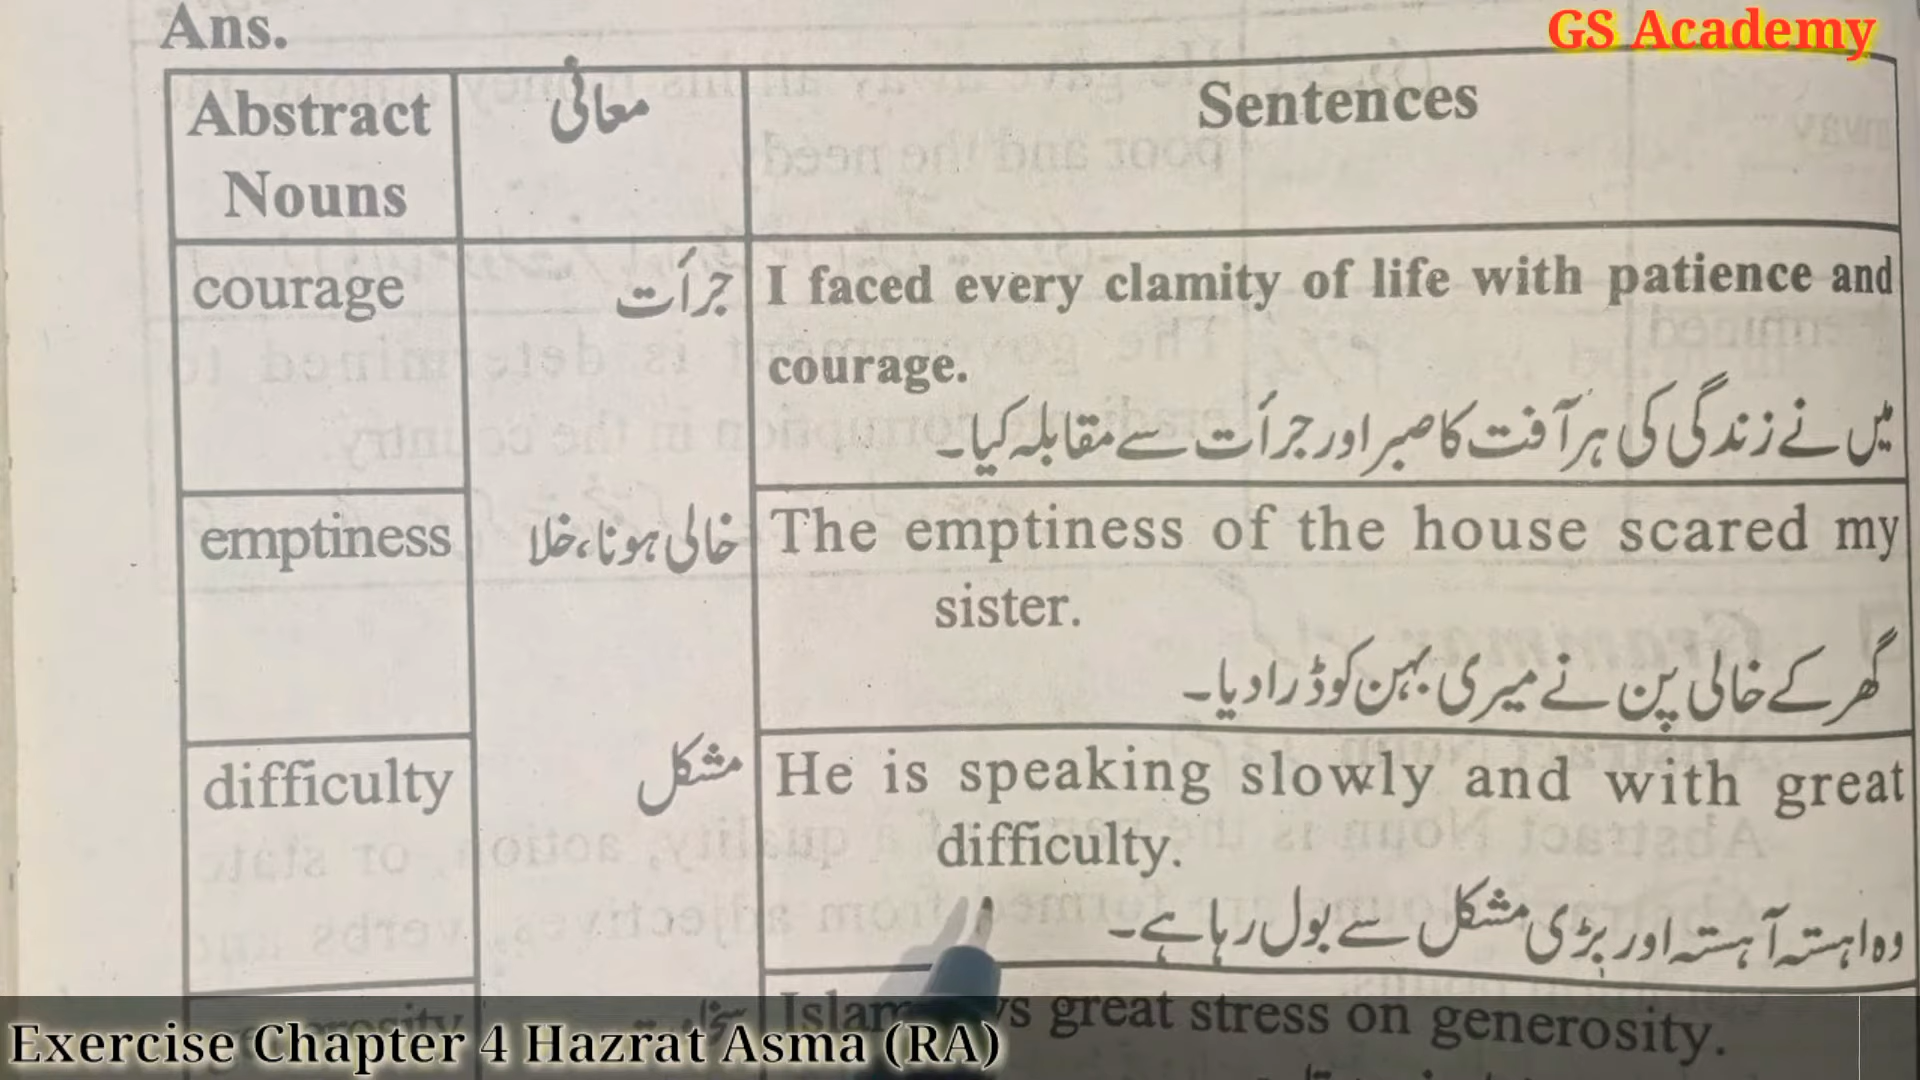 Ans.
GS Academy
Abstract Nouns
معانی
Sentences
courage
جرأت
I faced every clamity of life with patience and
courage.
میں نے زندگی کی ہر آفت کا صبر اور جرأت سے مقابلہ کیا۔
emptiness
خالی ہونا، خلا
The emptiness of the house scared my
sister.
گھر کے خالی پن نے میری بہن کو ڈرا دیا۔
difficulty
مشکل
He is speaking slowly and with great
difficulty.
وہ اہستہ آہستہ اور بڑی مشکل سے بول رہا ہے۔
generosity
great stress on generosity.
Exercise Chapter 4 Hazrat Asma (RA)